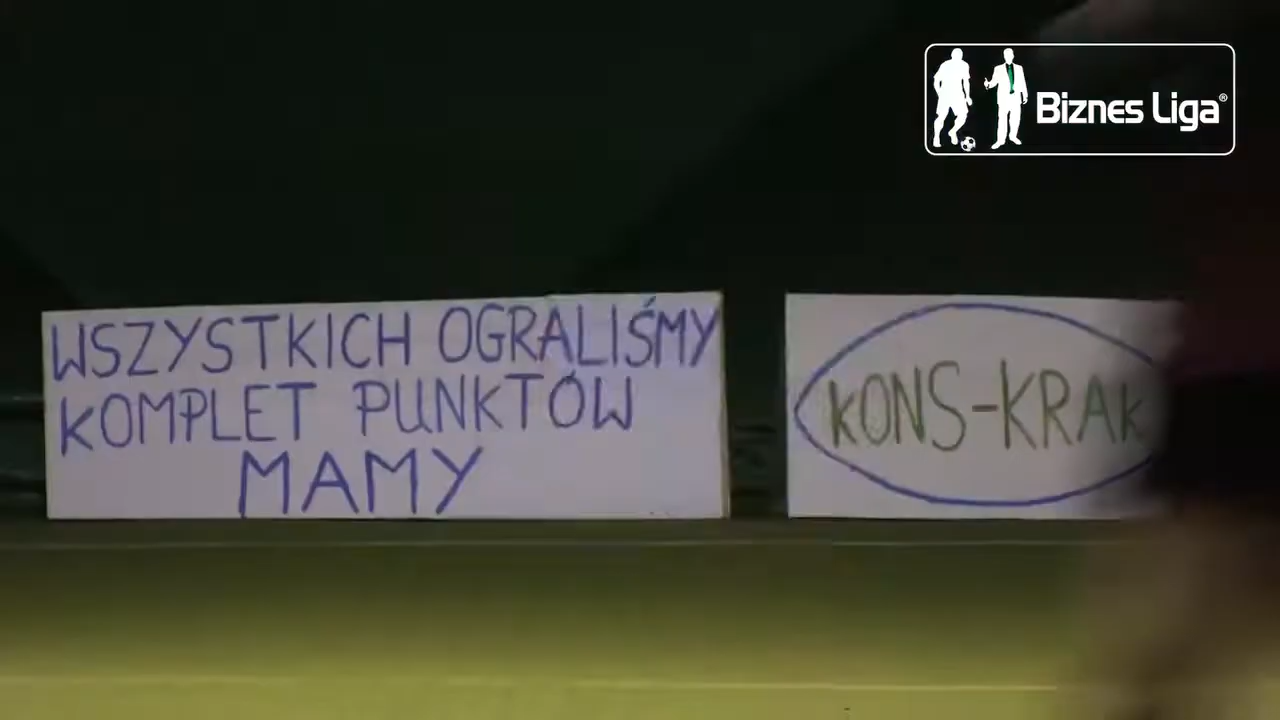 Biznes Liga®
WSZYSTKICH OGRALIŚMY
KOMPLET PUNKTÓW
MAMY
KONS-KRAK